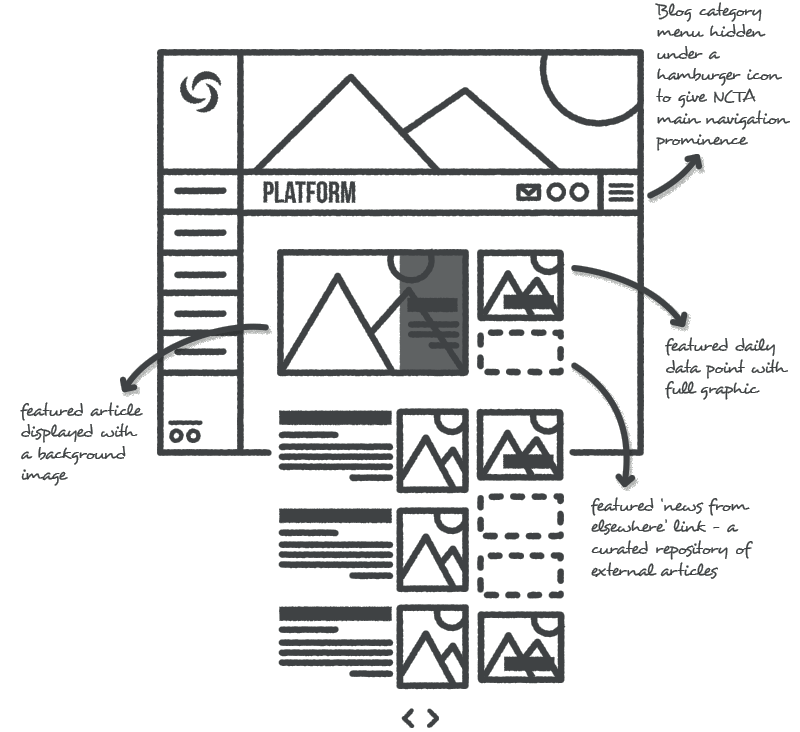 Blog category
menu hidden
under a
hamburger icon
to give NCTA
main navigation
prominence
PLATFORM
featured daily
data point with
full graphic
featured article
displayed with
a background
image
featured 'news from
elsewhere' link - a
curated repository of
external articles